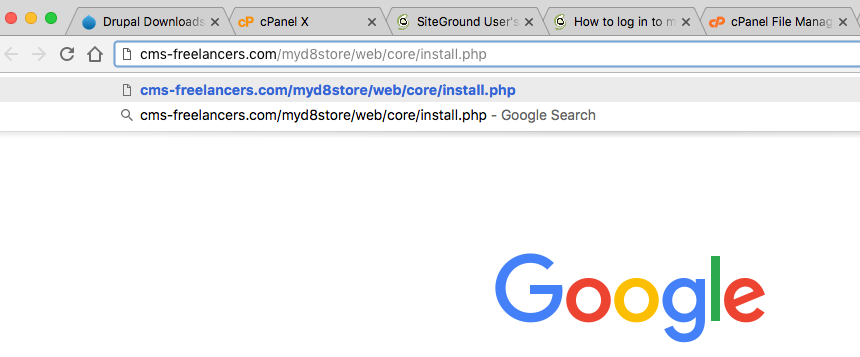 Drupal Downloads cP cPanel X SiteGround User's How to log in to m cP cPanel File Manag
cms-freelancers.com/myd8store/web/core/install.php
cms-freelancers.com/myd8store/web/core/install.php
cms-freelancers.com/myd8store/web/core/install.php - Google Search
Google